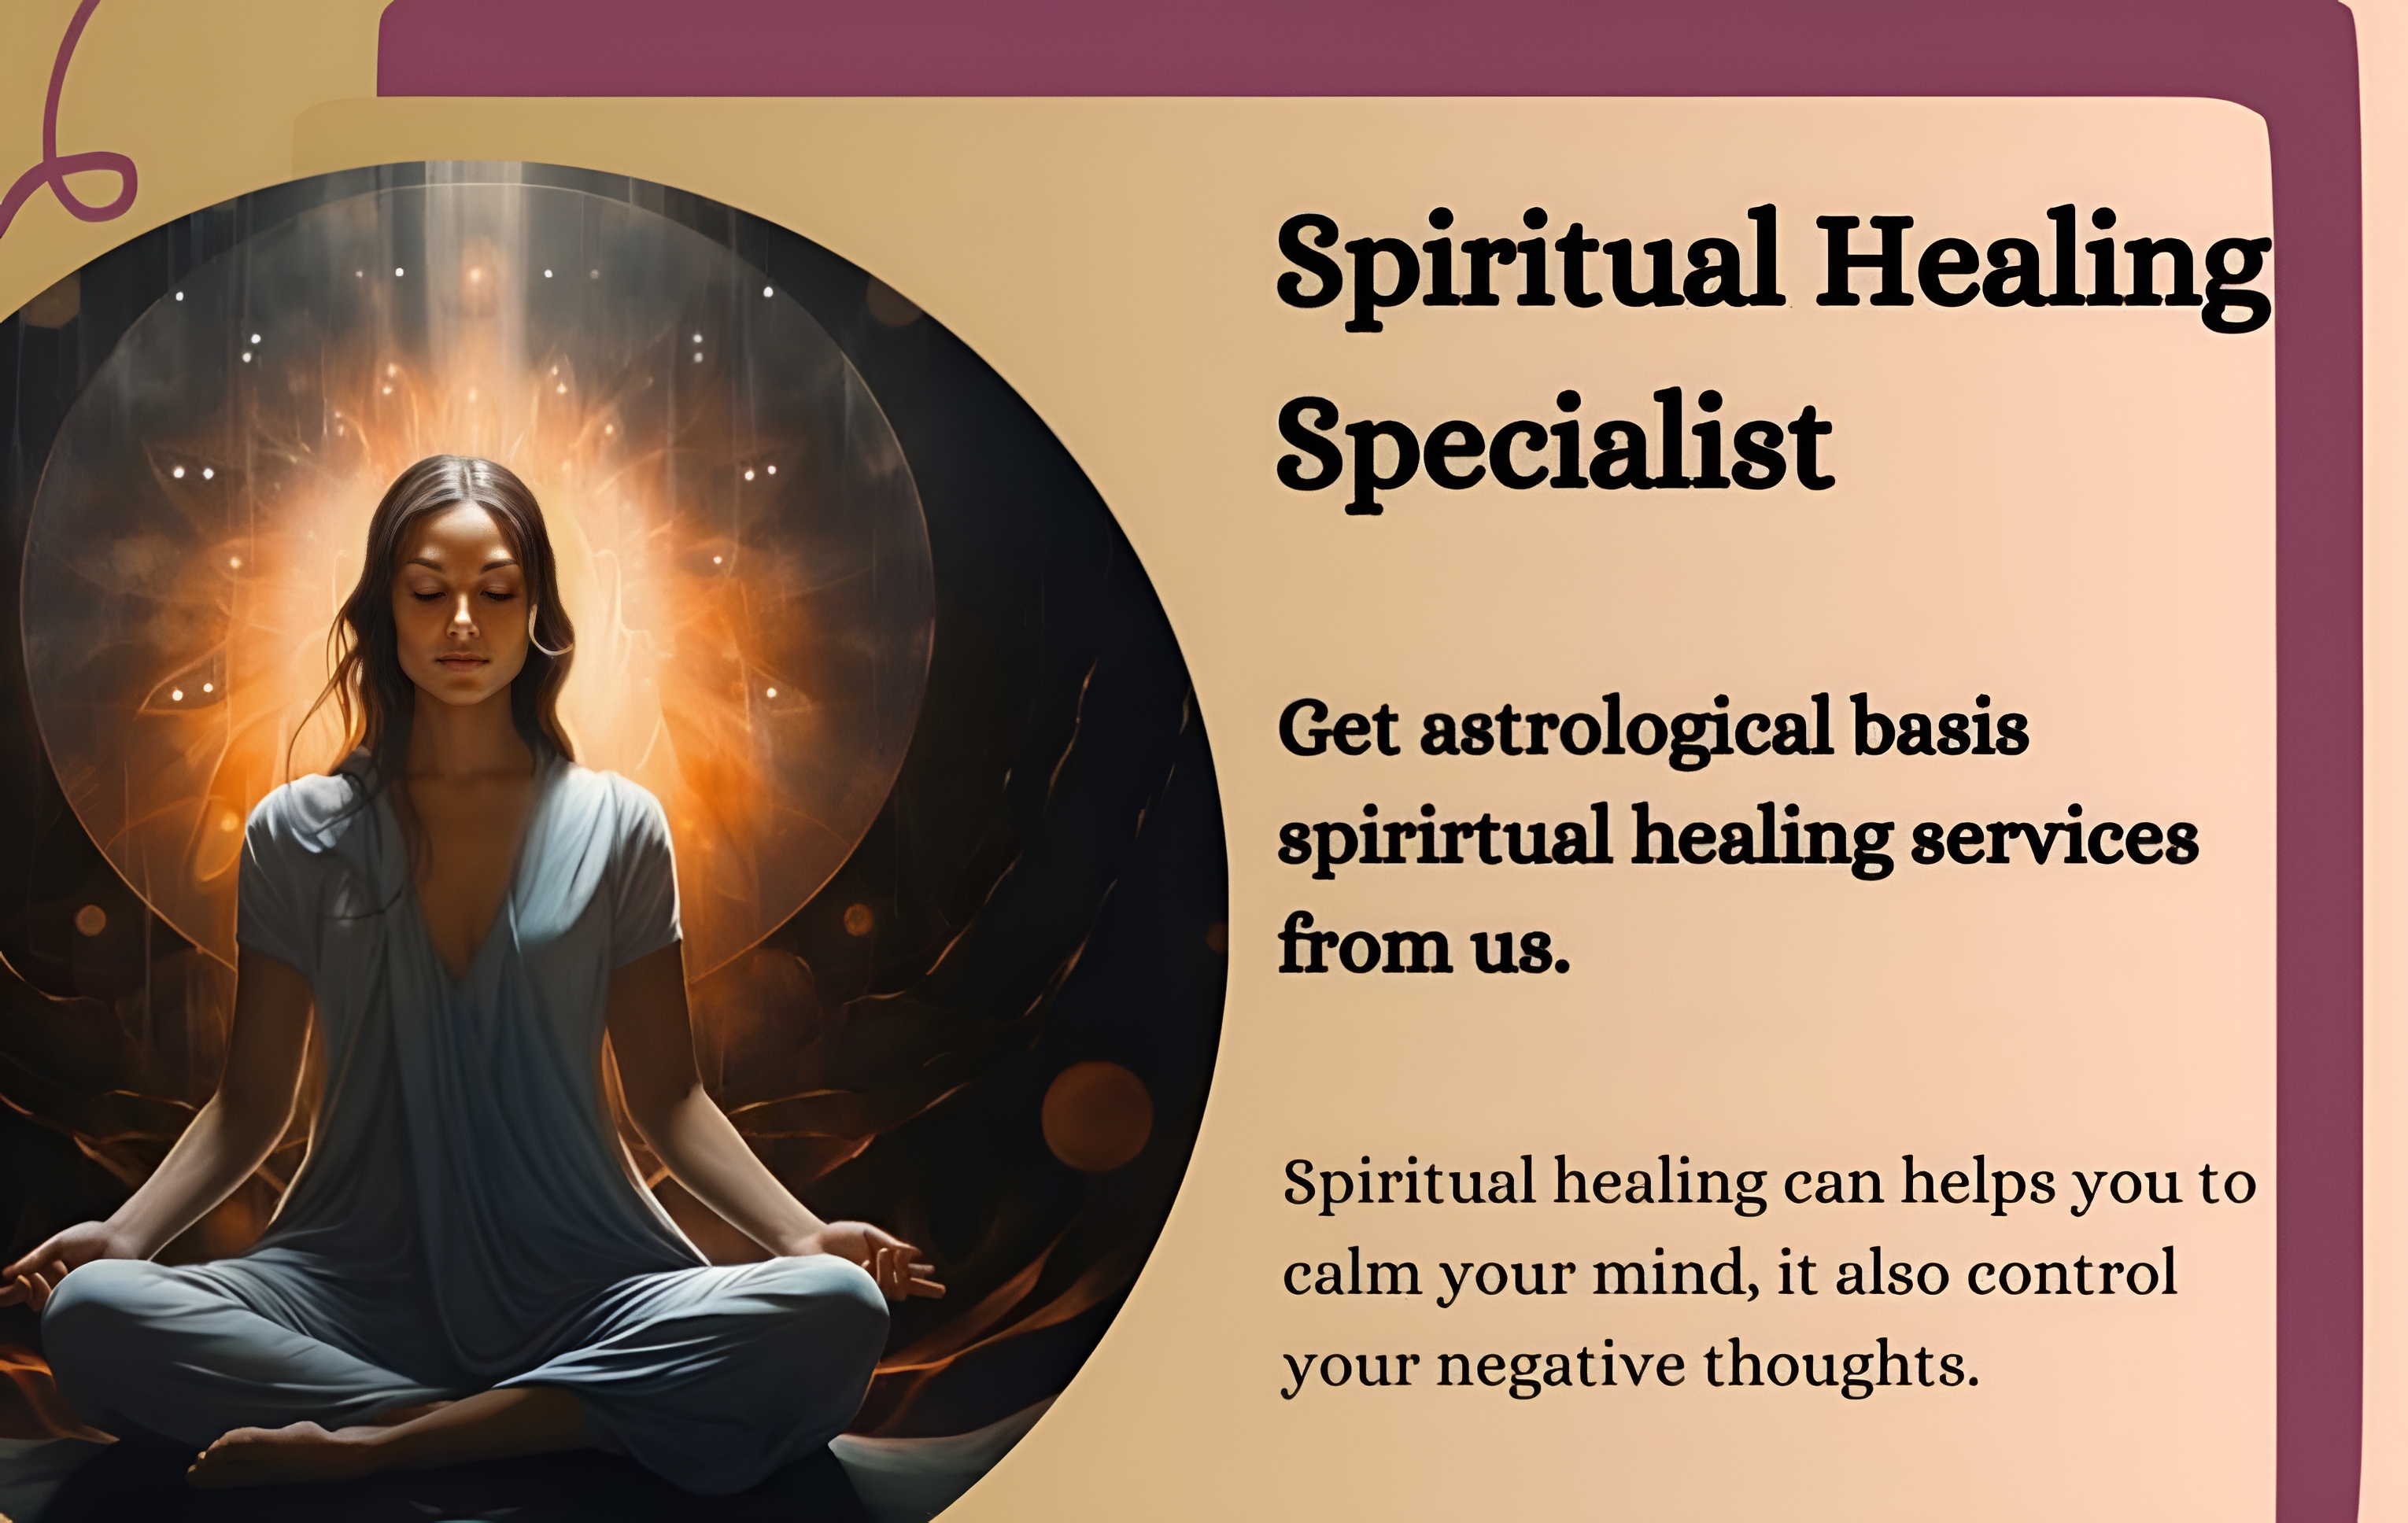 Spiritual Healing
Specialist
Get astrological basis
spirirtual healing services
from us.
Spiritual healing can helps you to
calm your mind, it also control
your negative thoughts.